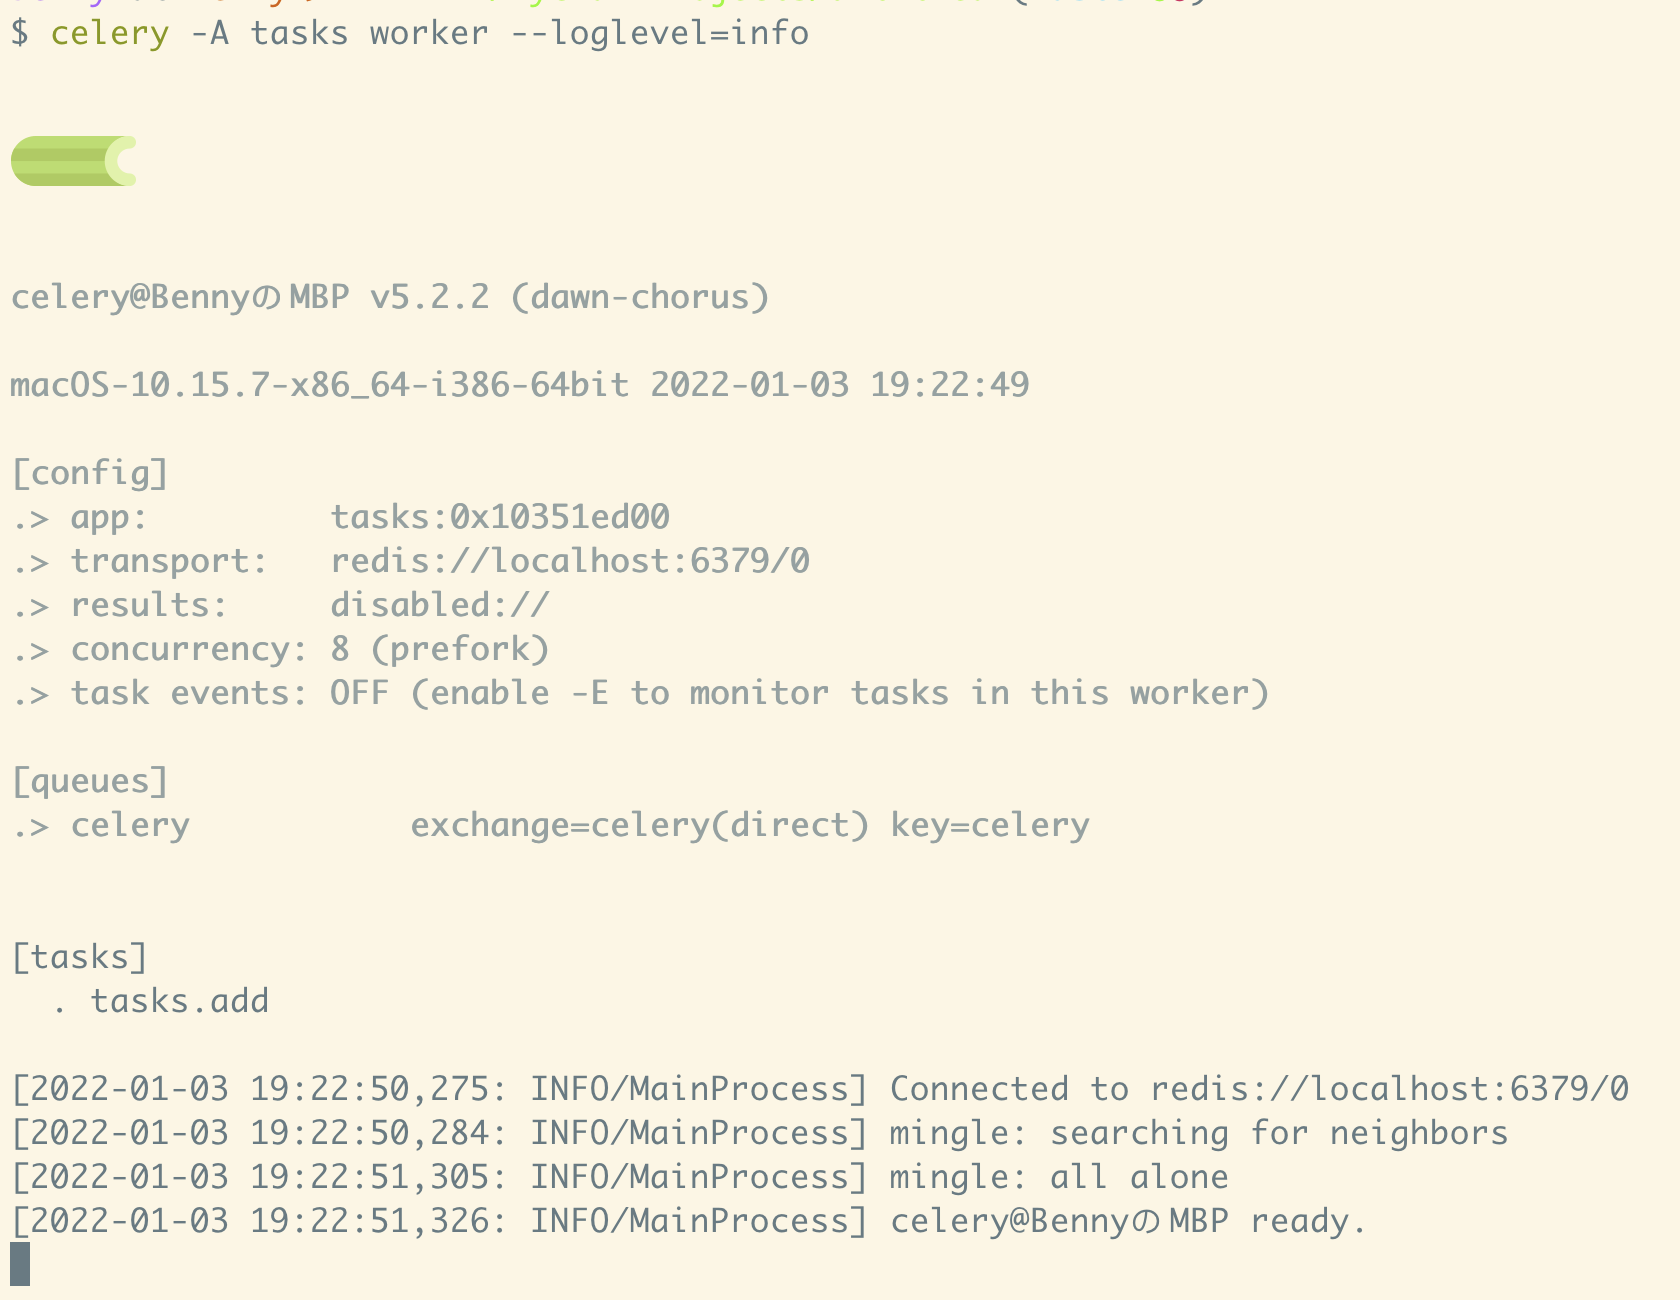 $ celery -A tasks worker --loglevel=info
celery@BennyのMBP v5.2.2 (dawn-chorus)
macOS-10.15.7-x86_64-i386-64bit 2022-01-03 19:22:49
[config]
.> app:         tasks:0x10351ed00
.> transport:   redis://localhost:6379/0
.> results:     disabled://
.> concurrency: 8 (prefork)
.> task events: OFF (enable -E to monitor tasks in this worker)
[queues]
.> celery           exchange=celery(direct) key=celery
[tasks]
  . tasks.add
[2022-01-03 19:22:50,275: INFO/MainProcess] Connected to redis://localhost:6379/0
[2022-01-03 19:22:50,284: INFO/MainProcess] mingle: searching for neighbors
[2022-01-03 19:22:51,305: INFO/MainProcess] mingle: all alone
[2022-01-03 19:22:51,326: INFO/MainProcess] celery@BennyのMBP ready.